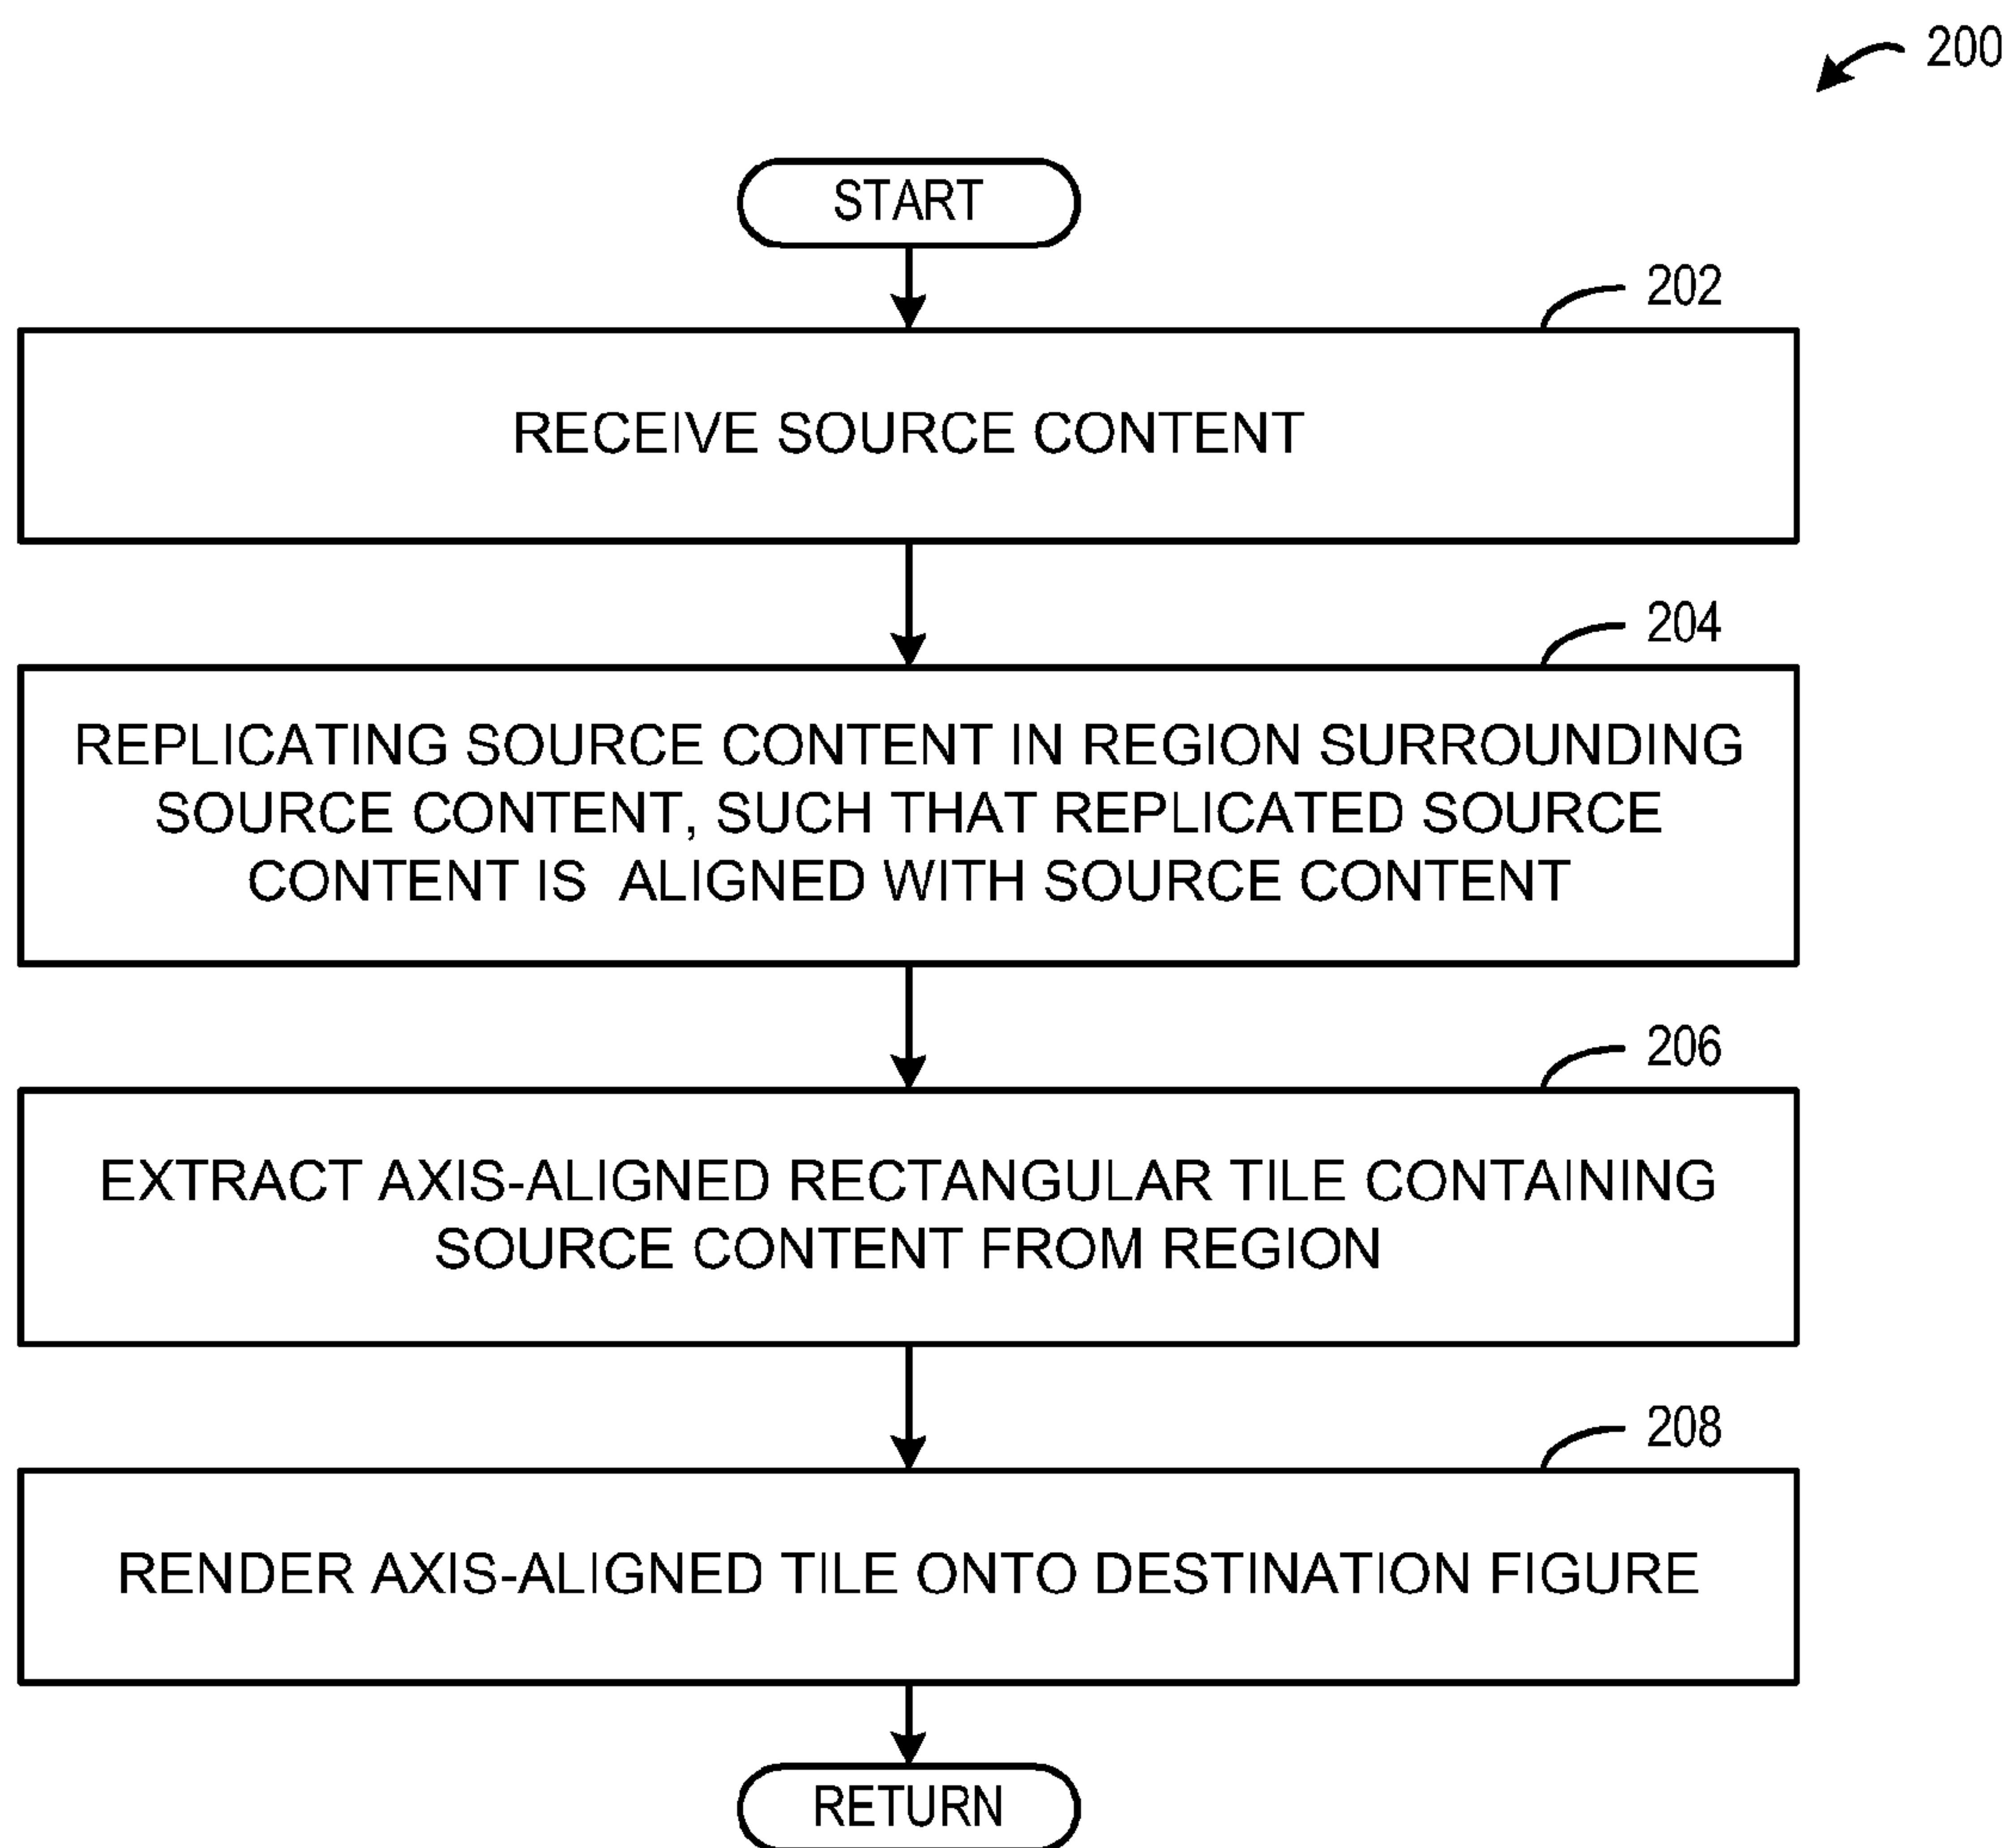 200
START
202
RECEIVE SOURCE CONTENT
204
REPLICATING SOURCE CONTENT IN REGION SURROUNDING
SOURCE CONTENT, SUCH THAT REPLICATED SOURCE
CONTENT IS ALIGNED WITH SOURCE CONTENT
206
EXTRACT AXIS-ALIGNED RECTANGULAR TILE CONTAINING
SOURCE CONTENT FROM REGION
208
RENDER AXIS-ALIGNED TILE ONTO DESTINATION FIGURE
RETURN